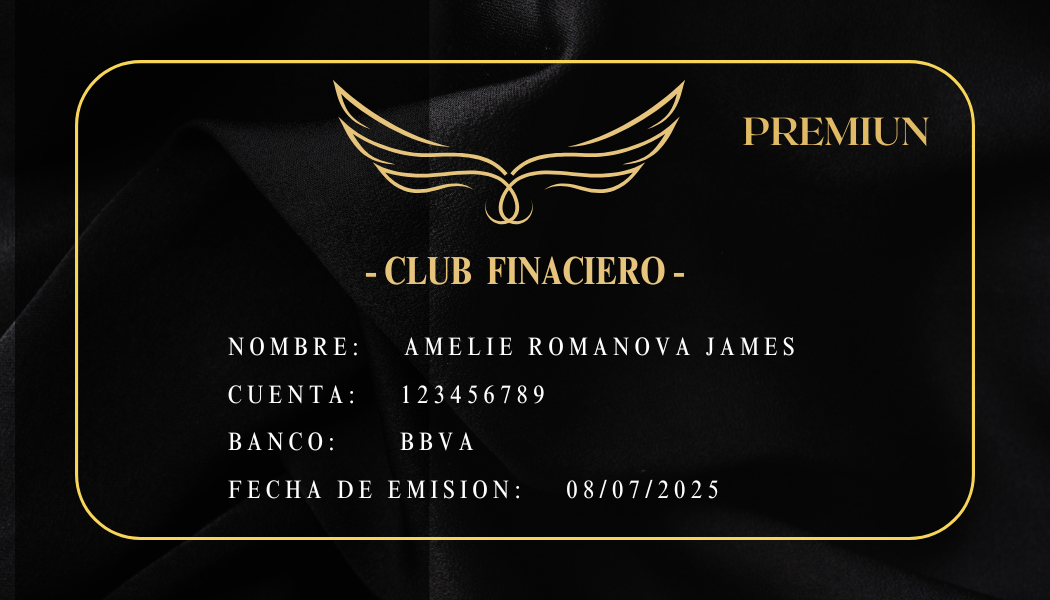 PREMIUN
- CLUB FINACIERO -
NOMBRE: AMELIE ROMANOVA JAMES
CUENTA: 123456789
BANCO: BBVA
FECHA DE EMISION: 08/07/2025